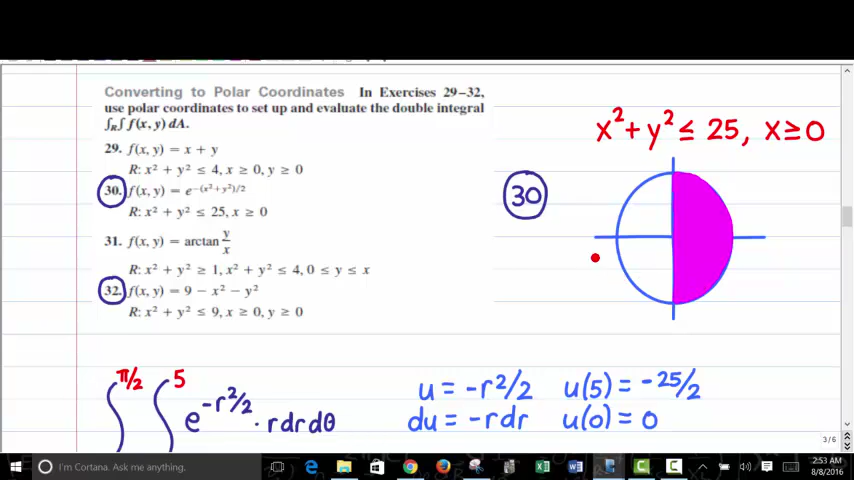 Converting to Polar Coordinates In Exercises 29–32,
use polar coordinates to set up and evaluate the double integral
∫R∫ f(x, y) dA.
29. f(x, y) = x + y
R: x² + y² ≤ 4, x ≥ 0, y ≥ 0
30. f(x, y) = e^−(x²+y²)/2
R: x² + y² ≤ 25, x ≥ 0
31. f(x, y) = arctan y/x
R: x² + y² ≥ 1, x² + y² ≤ 4, 0 ≤ y ≤ x
32. f(x, y) = 9 − x² − y²
R: x² + y² ≤ 9, x ≥ 0, y ≥ 0
x² + y² ≤ 25, x ≥ 0
30
∫ π/2 ∫ 5 e^−r²/2 · r dr dθ
u = −r²/2 u(5) = −25/2
du = −r dr u(0) = 0
3/6
I'm Cortana. Ask me anything.
2:53 AM
8/8/2016